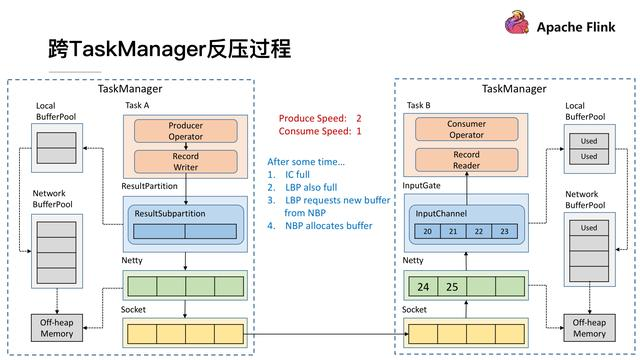 Apache Flink
跨TaskManager反压过程
TaskManager
Local
BufferPool
Task A
Producer
Operator
Record
Writer
ResultPartition
ResultSubpartition
Network
BufferPool
Netty
Socket
Off-heap
Memory
Produce Speed: 2
Consume Speed: 1
After some time...
1. IC full
2. LBP also full
3. LBP requests new buffer
from NBP
4. NBP allocates buffer
TaskManager
Task B
Consumer
Operator
Record
Reader
InputGate
InputChannel
20 21 22 23
Netty
24 25
Socket
Local
BufferPool
Used
Used
Network
BufferPool
Used
Off-heap
Memory